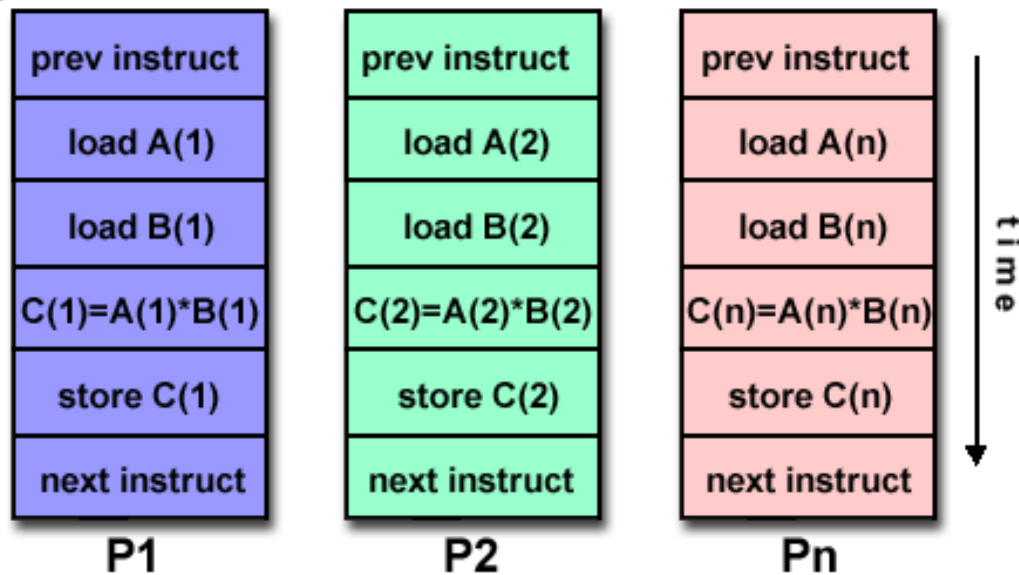 prev instruct
load A(1)
load B(1)
C(1)=A(1)*B(1)
store C(1)
next instruct
P1
prev instruct
load A(2)
load B(2)
C(2)=A(2)*B(2)
store C(2)
next instruct
P2
prev instruct
load A(n)
load B(n)
C(n)=A(n)*B(n)
store C(n)
next instruct
Pn
time